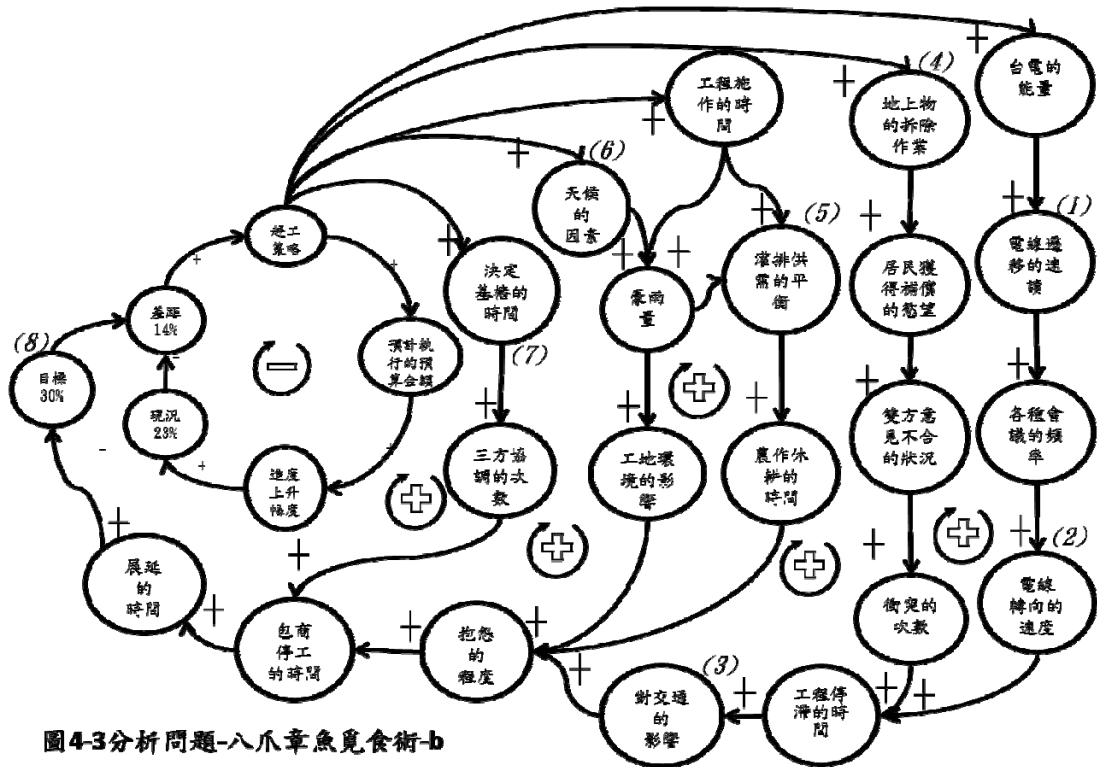 台電的
能量
(4)
地上物
的拆除
作業
工程施
作的時
間
(6)
天候
的
因素
(1)
電線遷
移的速
讀
(5)
灌排供
需的平
衡
居民獲
得補償
的慾望
趕工
策略
決定
基樁的
時間
(7)
豪雨
量
差距
14%
預計執
行的預
算金額
(8)
目標
30%
現況
23%
進度
上升
幅度
三方協
調的次
數
工地環
境的影
響
農作休
耕的
時間
雙方意
見不合
的狀況
各種會
議的頻
率
(2)
電線
轉向的
速度
衝突的
次數
展延
的
時間
包商
停工
的時間
抱怨
的
程度
(3)
對交通
的
影響
工程停
滯的時
間
圖4-3分析問題-八爪章魚覓食術-b